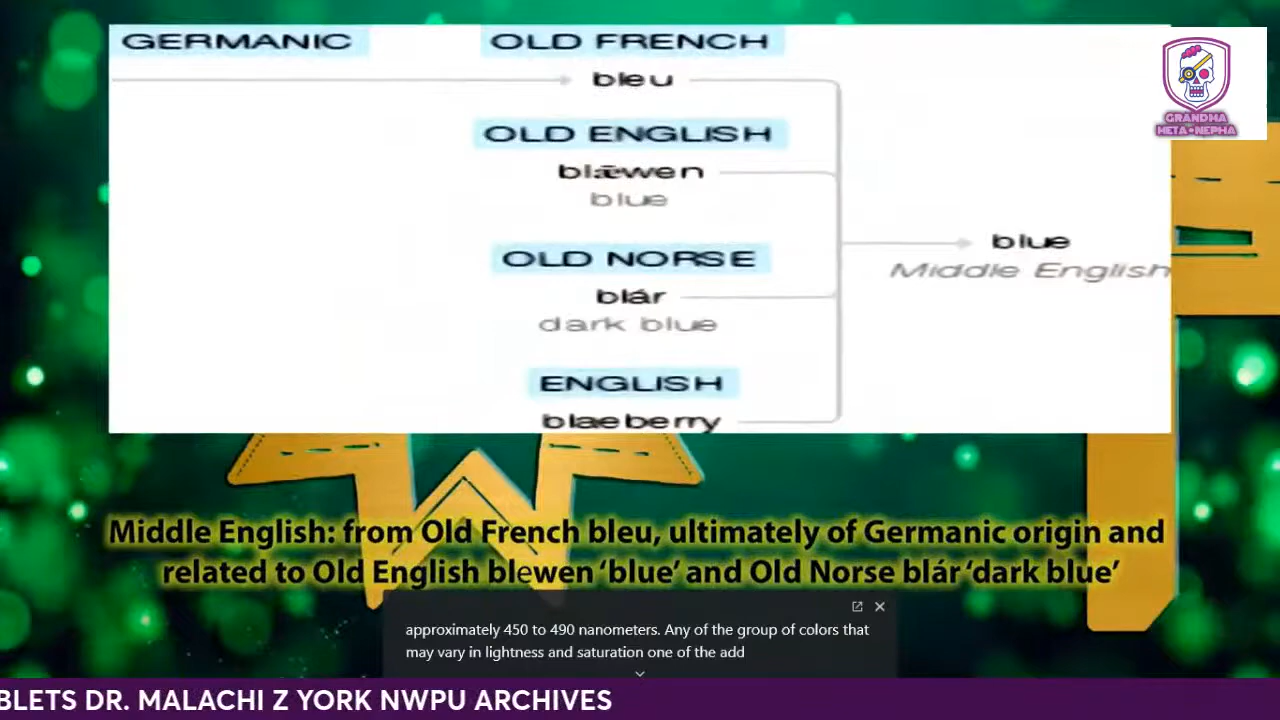 GERMANIC
OLD FRENCH
bleu
OLD ENGLISH
blǣwen
blue
OLD NORSE
blár
dark blue
ENGLISH
blaeberry
blue
Middle English
GRANDHA
META•NEPHA
Middle English: from Old French bleu, ultimately of Germanic origin and
related to Old English blewen ‘blue’ and Old Norse blár ‘dark blue’
approximately 450 to 490 nanometers. Any of the group of colors that
may vary in lightness and saturation one of the add
BLETS DR. MALACHI Z YORK NWPU ARCHIVES